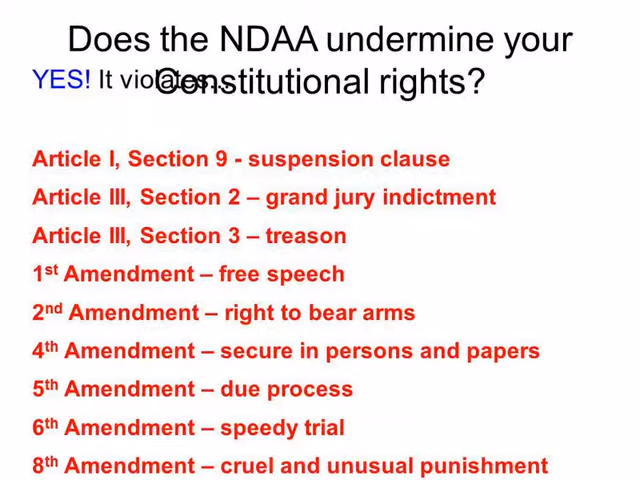 Does the NDAA undermine your
Constitutional rights?
YES! It violates...
Article I, Section 9 - suspension clause
Article III, Section 2 – grand jury indictment
Article III, Section 3 – treason
1st Amendment – free speech
2nd Amendment – right to bear arms
4th Amendment – secure in persons and papers
5th Amendment – due process
6th Amendment – speedy trial
8th Amendment – cruel and unusual punishment